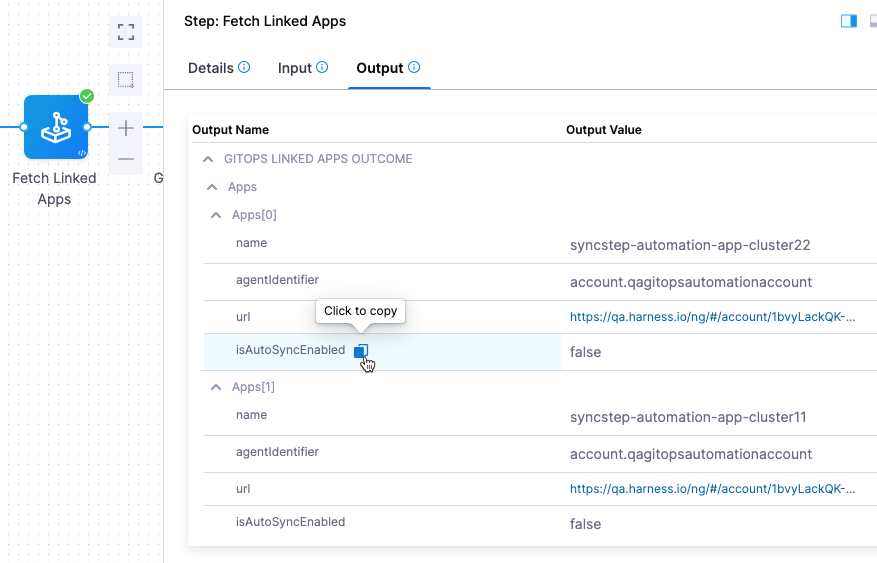 Step: Fetch Linked Apps
Details
Input
Output
Output Name
Output Value
GITOPS LINKED APPS OUTCOME
Apps
Apps[0]
name
syncstep-automation-app-cluster22
agentIdentifier
account.qagitopsautomationaccount
Click to copy
url
https://qa.harness.io/ng/#/account/1bvyLackQK-...
isAutoSyncEnabled
false
Apps[1]
name
syncstep-automation-app-cluster11
agentIdentifier
account.qagitopsautomationaccount
url
https://qa.harness.io/ng/#/account/1bvyLackQK-...
isAutoSyncEnabled
false
Fetch Linked
Apps
G